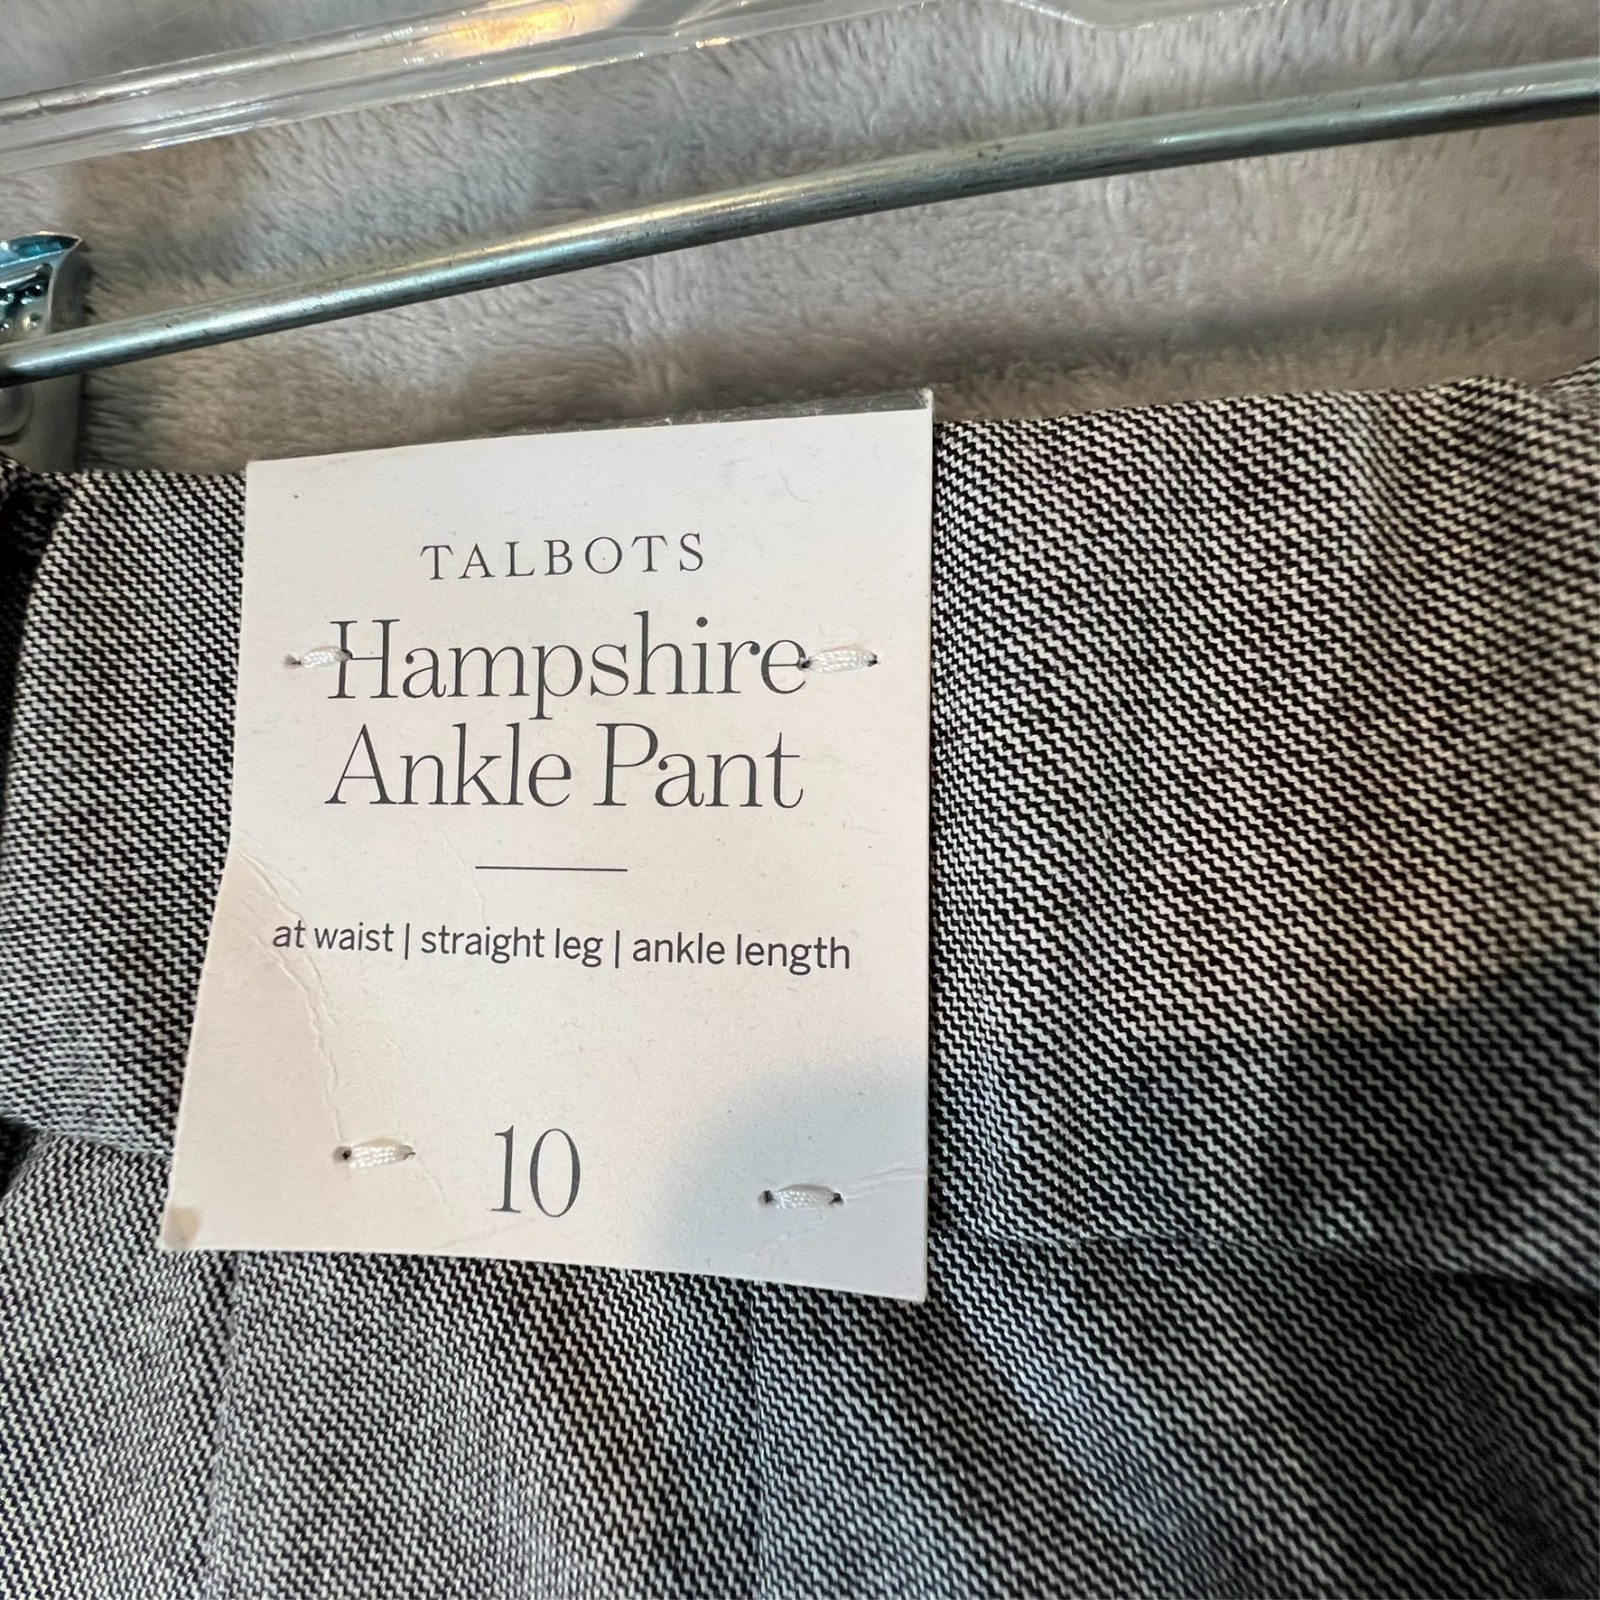 TALBOTS
Hampshire
Ankle Pant
at waist | straight leg | ankle length
10